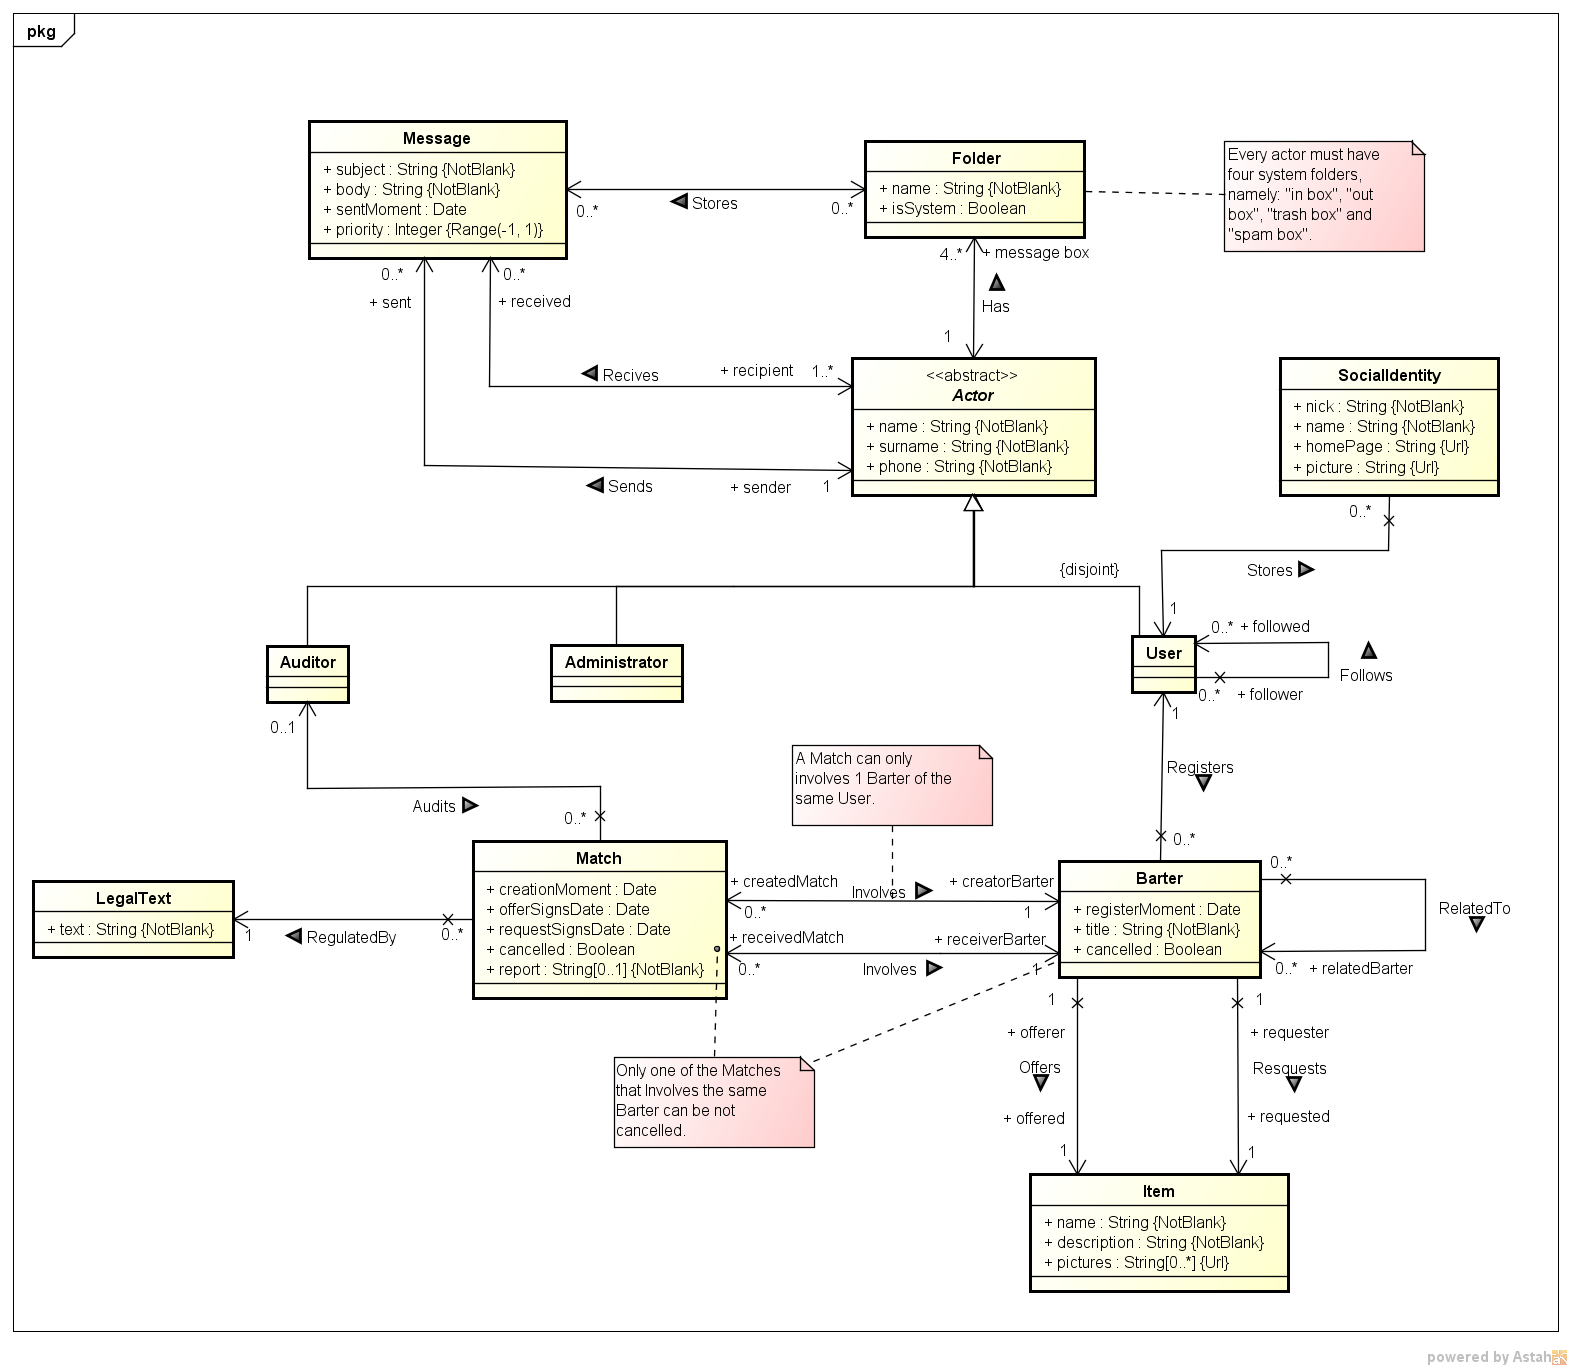 pkg
Message
+ subject : String {NotBlank}
+ body : String {NotBlank}
+ sentMoment : Date
+ priority : Integer {Range(-1, 1)}
0..*
Stores
0..*
Folder
+ name : String {NotBlank}
+ isSystem : Boolean
Every actor must have
four system folders,
namely: "in box", "out
box", "trash box" and
"spam box".
0..*
+ sent
0..*
+ received
4..*
+ message box
Has
1
Recives
+ recipient
1..*
Sends
+ sender
1
<<abstract>>
Actor
+ name : String {NotBlank}
+ surname : String {NotBlank}
+ phone : String {NotBlank}
SocialIdentity
+ nick : String {NotBlank}
+ name : String {NotBlank}
+ homePage : String {Url}
+ picture : String {Url}
0..*
Stores
1
{disjoint}
Auditor
Administrator
User
0..*
+ followed
Follows
0..*
+ follower
1
Registers
0..*
0..1
Audits
0..*
A Match can only
involves 1 Barter of the
same User.
LegalText
+ text : String {NotBlank}
1
RegulatedBy
0..*
Match
+ creationMoment : Date
+ offerSignsDate : Date
+ requestSignsDate : Date
+ cancelled : Boolean
+ report : String[0..1] {NotBlank}
+ createdMatch
0..*
Involves
+ creatorBarter
1
+ receivedMatch
0..*
Involves
+ receiverBarter
1
Barter
+ registerMoment : Date
+ title : String {NotBlank}
+ cancelled : Boolean
0..*
RelatedTo
0..*
+ relatedBarter
Only one of the Matches
that Involves the same
Barter can be not
cancelled.
1
+ offerer
Offers
+ offered
1
1
+ requester
Resquests
+ requested
1
Item
+ name : String {NotBlank}
+ description : String {NotBlank}
+ pictures : String[0..*] {Url}
powered by Astah